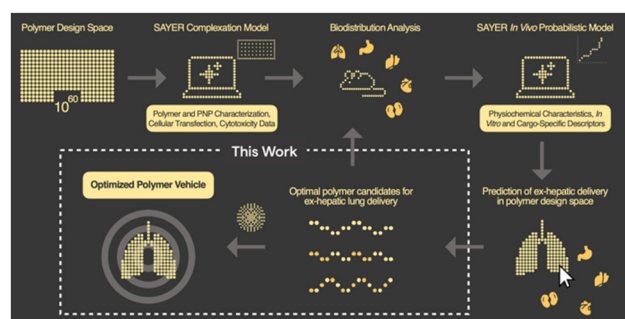 Polymer Design Space
10 60
SAYER Complexation Model
Polymer and PNP Characterization,
Cellular Transfection, Cytotoxicity Data
Biodistribution Analysis
SAYER In Vivo Probabilistic Model
Physiochemical Characteristics, In
Vitro and Cargo-Specific Descriptors
This Work
Optimized Polymer Vehicle
Optimal polymer candidates for
ex-hepatic lung delivery
Prediction of ex-hepatic delivery
in polymer design space